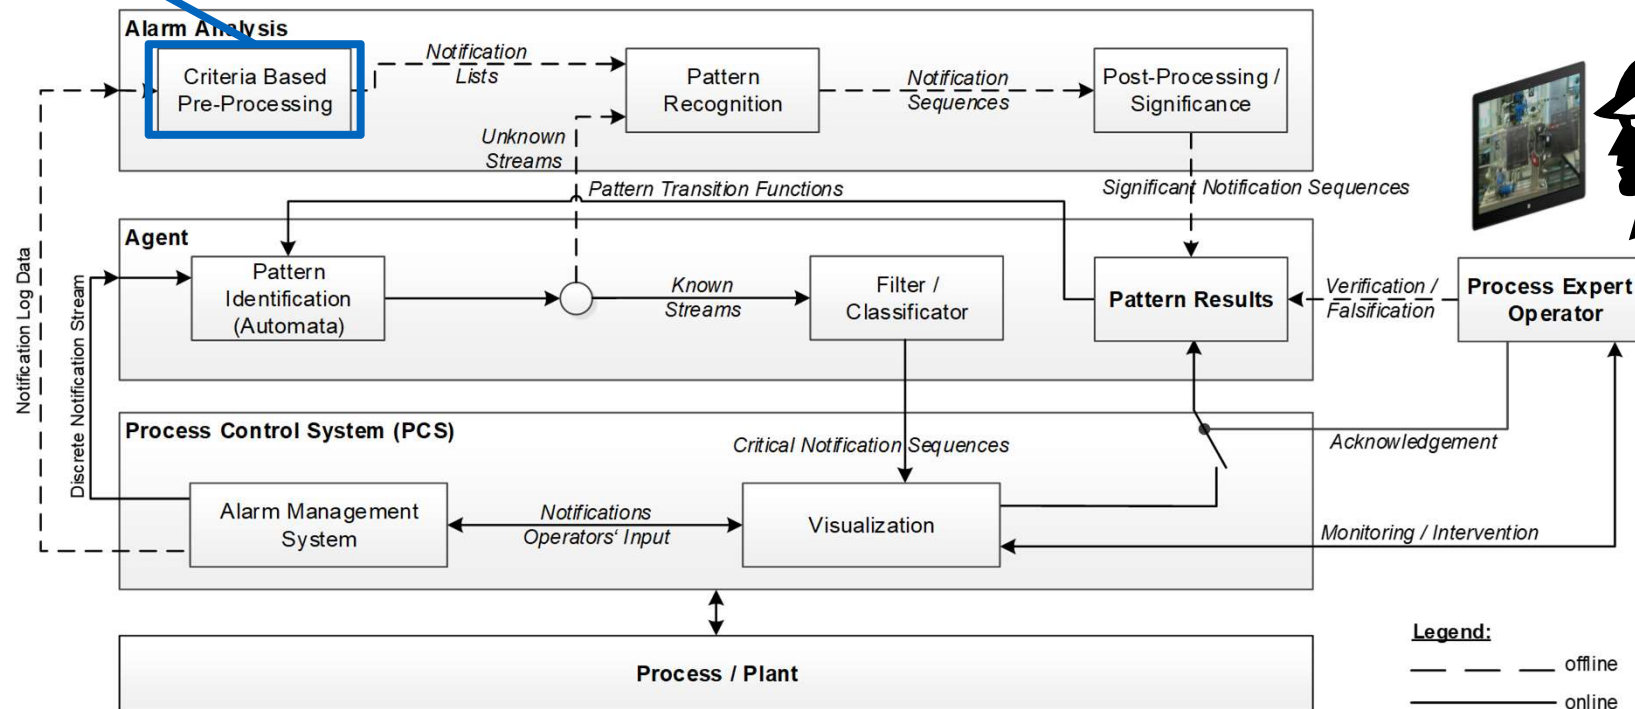 Alarm Analysis
Criteria Based
Pre-Processing
Notification
Lists
Pattern
Recognition
Notification
Sequences
Post-Processing /
Significance
Unknown
Streams
Pattern Transition Functions
Significant Notification Sequences
Agent
Pattern
Identification
(Automata)
Known
Streams
Filter /
Classificator
Pattern Results
Verification /
Falsification
Process Expert
Operator
Notification Log Data
Discrete Notification Stream
Process Control System (PCS)
Critical Notification Sequences
Acknowledgement
Alarm Management
System
Notifications
Operators‘ Input
Visualization
Monitoring / Intervention
Process / Plant
Legend:
offline
online